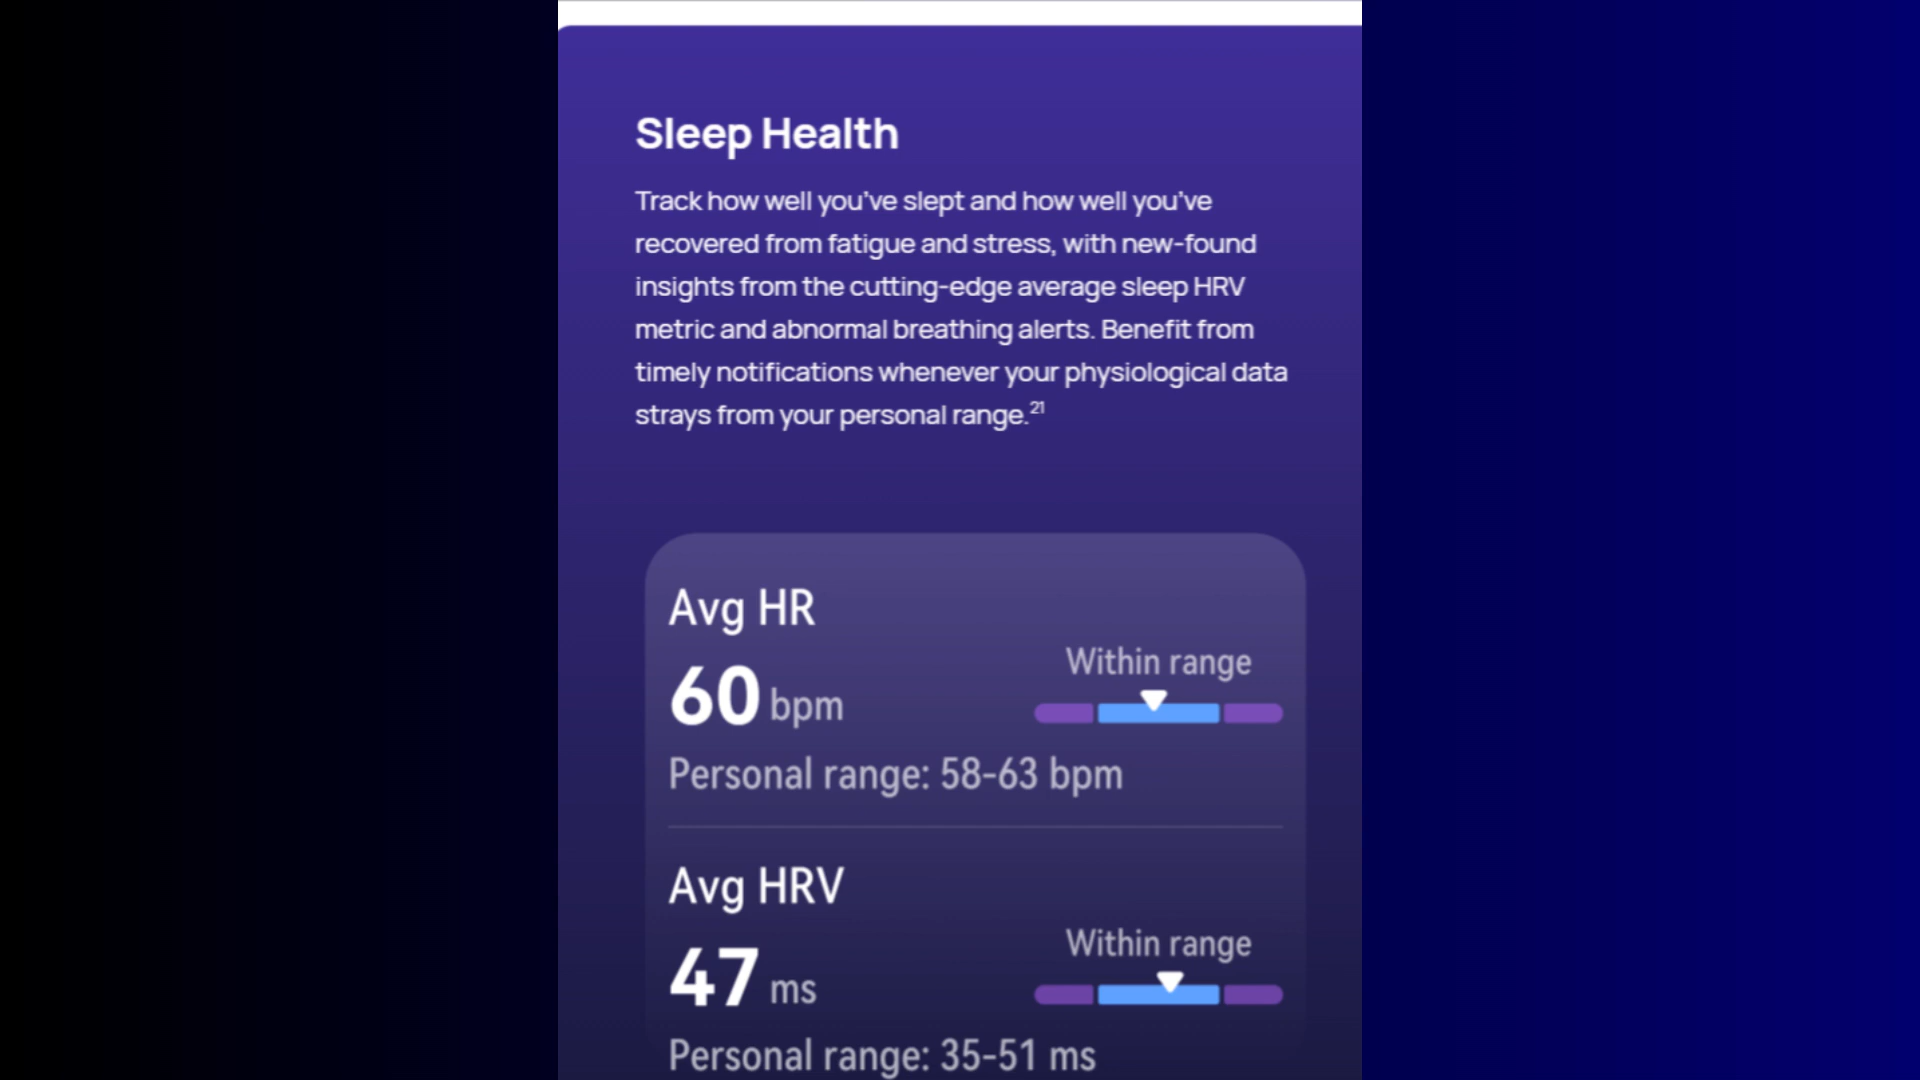 Sleep Health
Track how well you've slept and how well you've
recovered from fatigue and stress, with new-found
insights from the cutting-edge average sleep HRV
metric and abnormal breathing alerts. Benefit from
timely notifications whenever your physiological data
strays from your personal range.21
Avg HR
Within range
60 bpm
Personal range: 58-63 bpm
Avg HRV
Within range
47 ms
Personal range: 35-51 ms